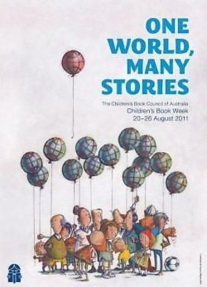 ONE
WORLD,
MANY
STORIES
The Children's Book Council of Australia
Children's Book Week
20–26 August 2011